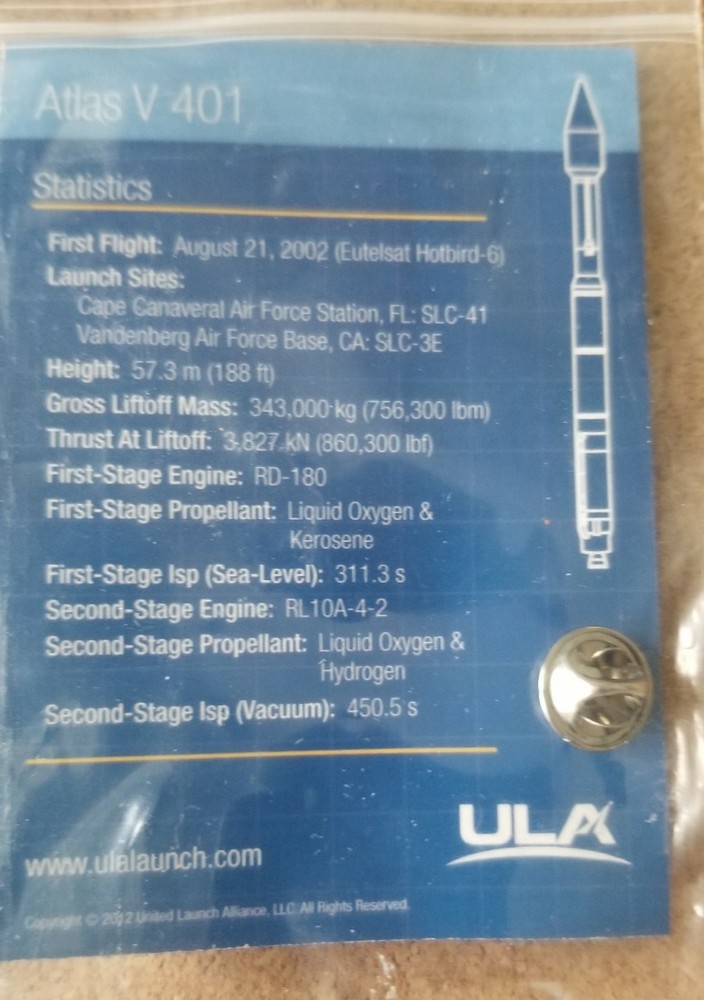 Atlas V 401
Statistics
First Flight: August 21, 2002 (Eutelsat Hotbird-6)
Launch Sites:
Cape Canaveral Air Force Station, FL: SLC-41
Vandenberg Air Force Base, CA: SLC-3E
Height: 57.3 m (188 ft)
Gross Liftoff Mass: 343,000 kg (756,300 lbm)
Thrust At Liftoff: 3,827 kN (860,300 lbf)
First-Stage Engine: RD-180
First-Stage Propellant: Liquid Oxygen &
Kerosene
First-Stage Isp (Sea-Level): 311.3 s
Second-Stage Engine: RL10A-4-2
Second-Stage Propellant: Liquid Oxygen &
Hydrogen
Second-Stage Isp (Vacuum): 450.5 s
ULA
www.ulalaunch.com
Copyright © 2012 United Launch Alliance, LLC. All Rights Reserved.